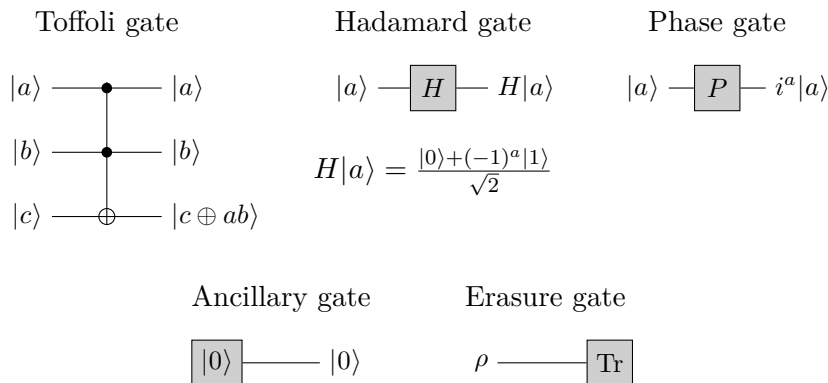 Toffoli gate
Hadamard gate
Phase gate
|a⟩ |a⟩
|b⟩ |b⟩
|c⟩ |c ⊕ ab⟩
|a⟩ H H|a⟩
H|a⟩ = |0⟩+(−1)^a|1⟩ / √2
|a⟩ P i^a|a⟩
Ancillary gate
Erasure gate
|0⟩ |0⟩
ρ Tr